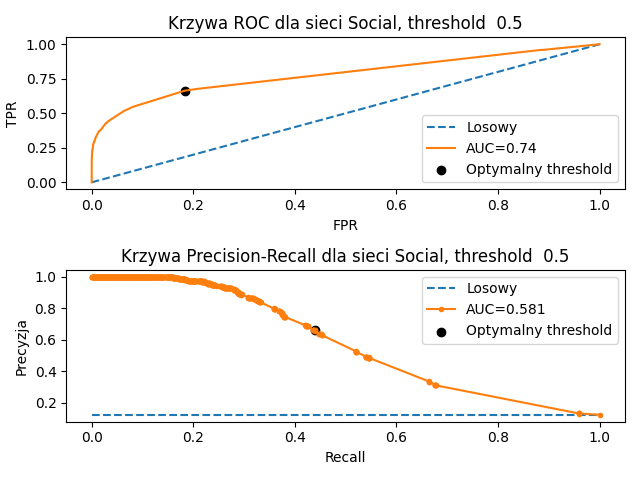 Krzywa ROC dla sieci Social, threshold  0.5
1.00
0.75
0.50
0.25
0.00
TPR
Losowy
AUC=0.74
Optymalny threshold
0.0 0.2 0.4 0.6 0.8 1.0
FPR
Krzywa Precision-Recall dla sieci Social, threshold  0.5
1.0
0.8
0.6
0.4
0.2
Precyzja
Losowy
AUC=0.581
Optymalny threshold
0.0 0.2 0.4 0.6 0.8 1.0
Recall